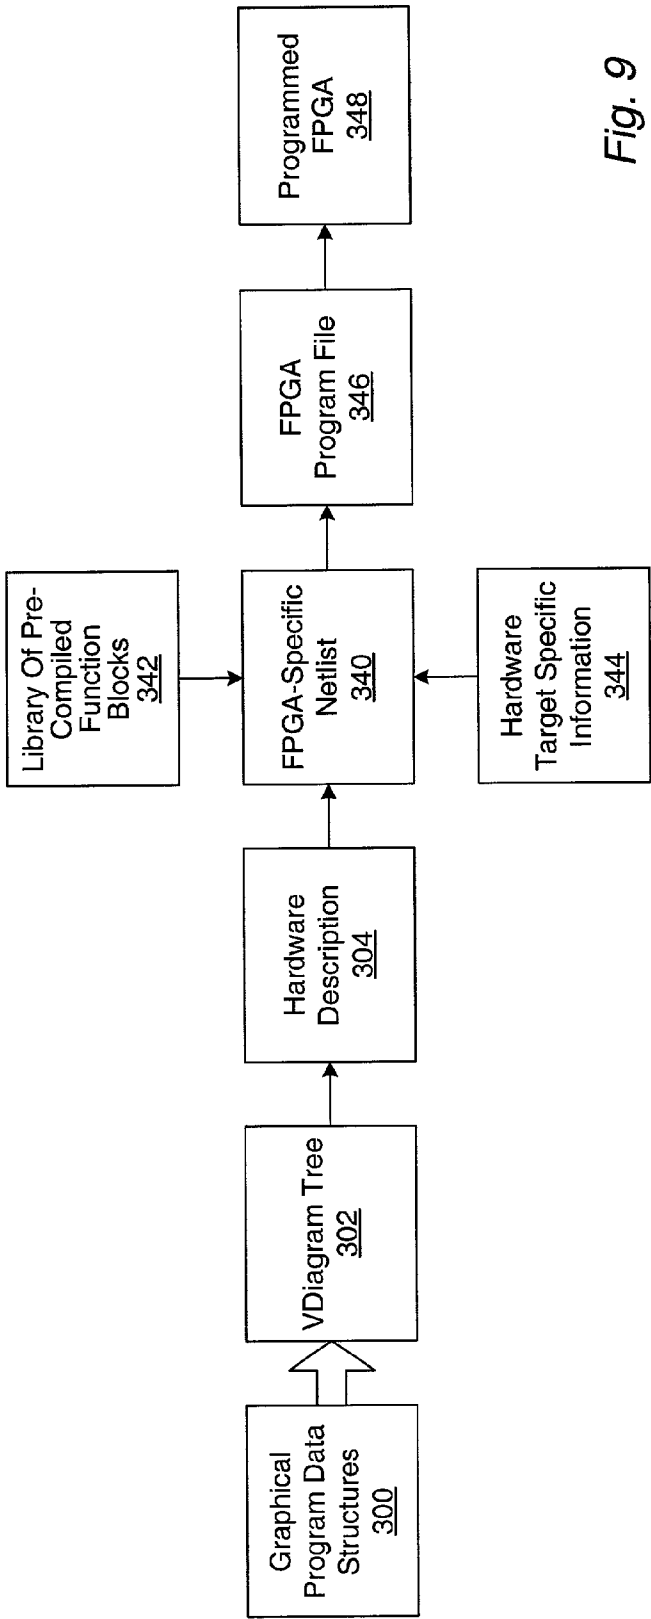 Graphical
Program Data
Structures
300
VDiagram Tree
302
Hardware
Description
304
Library Of Pre-
Compiled
Function
Blocks
342
FPGA-Specific
Netlist
340
Hardware
Target Specific
Information
344
FPGA
Program File
346
Programmed
FPGA
348
Fig. 9